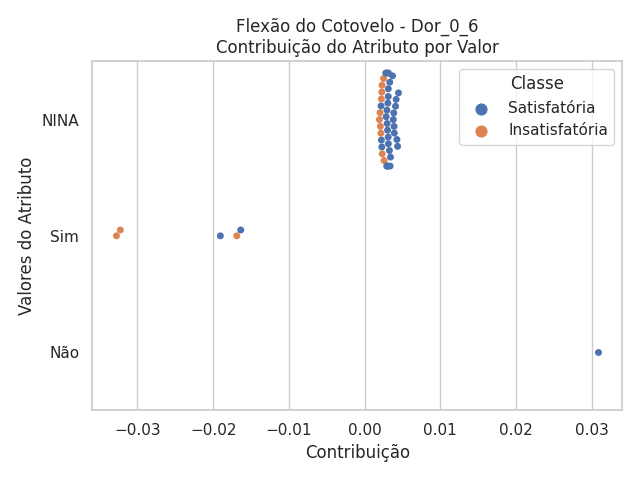 Flexão do Cotovelo - Dor_0_6
Contribuição do Atributo por Valor
Classe
Satisfatória
Insatisfatória
Valores do Atributo
NINA
Sim
Não
−0.03 −0.02 −0.01 0.00 0.01 0.02 0.03
Contribuição